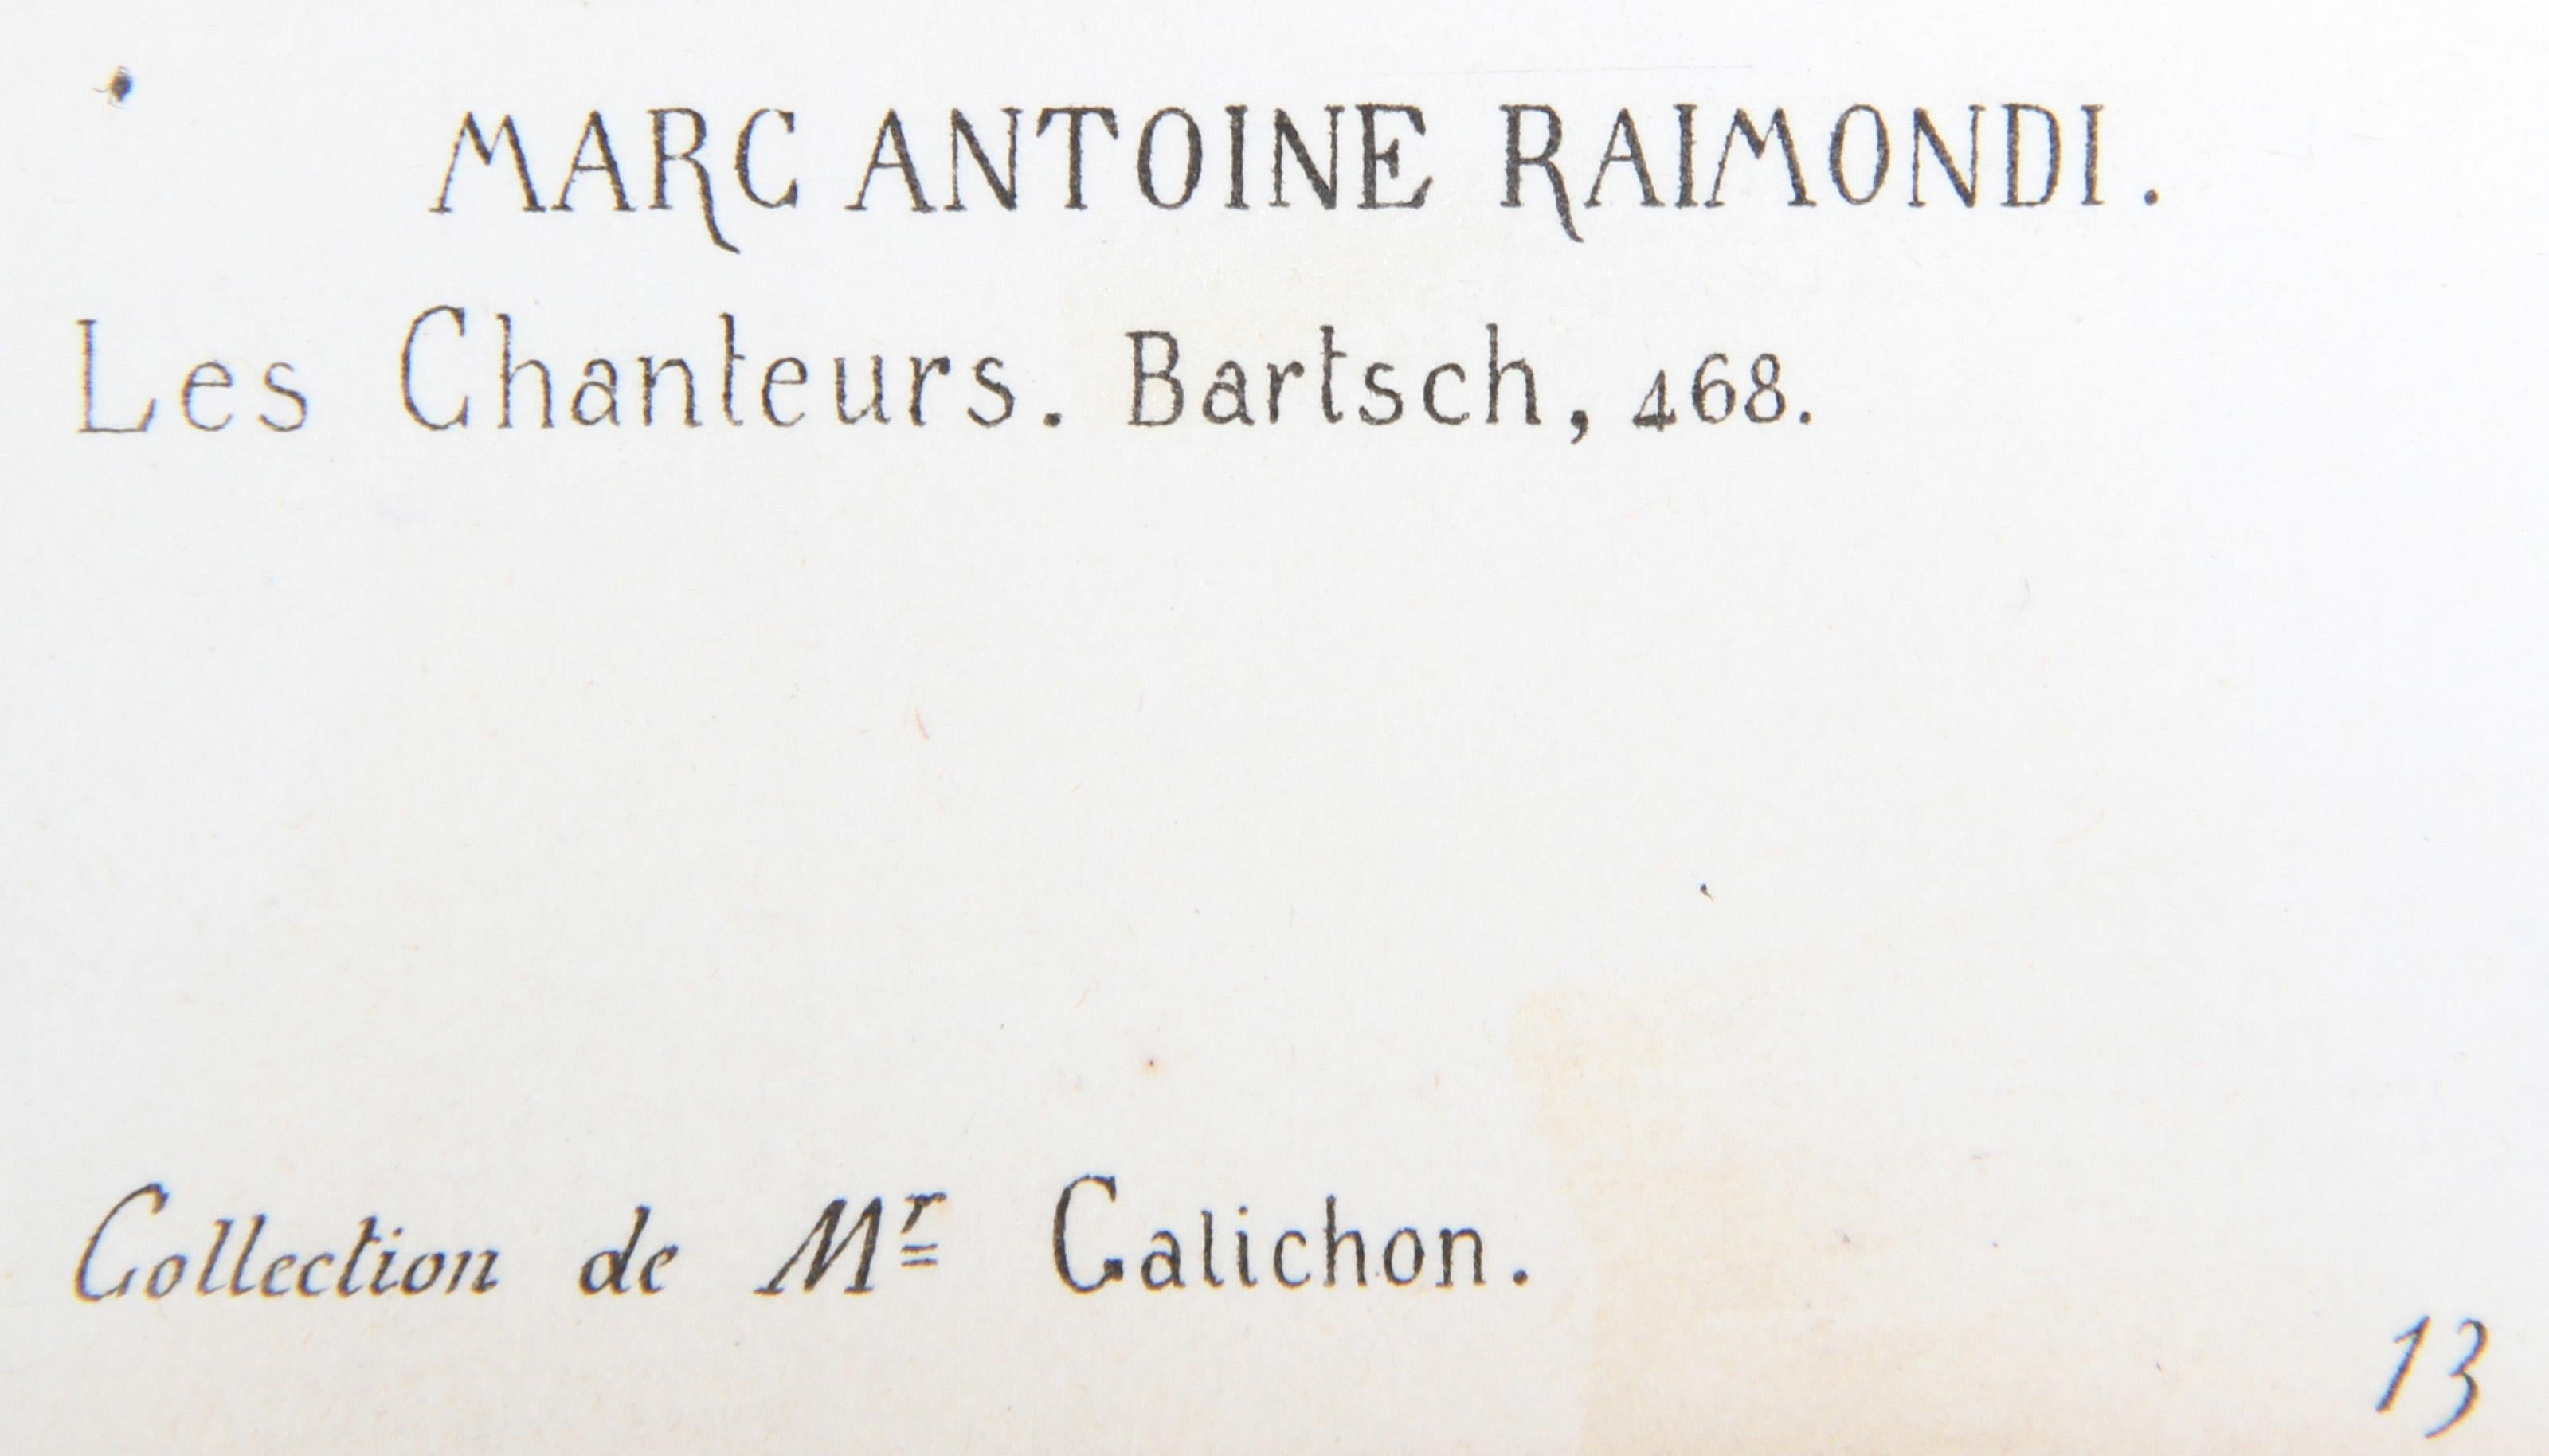 MARC ANTOINE RAIMONDI.
Les Chanteurs. Bartsch, 468.
Collection de Mr Galichon.
13